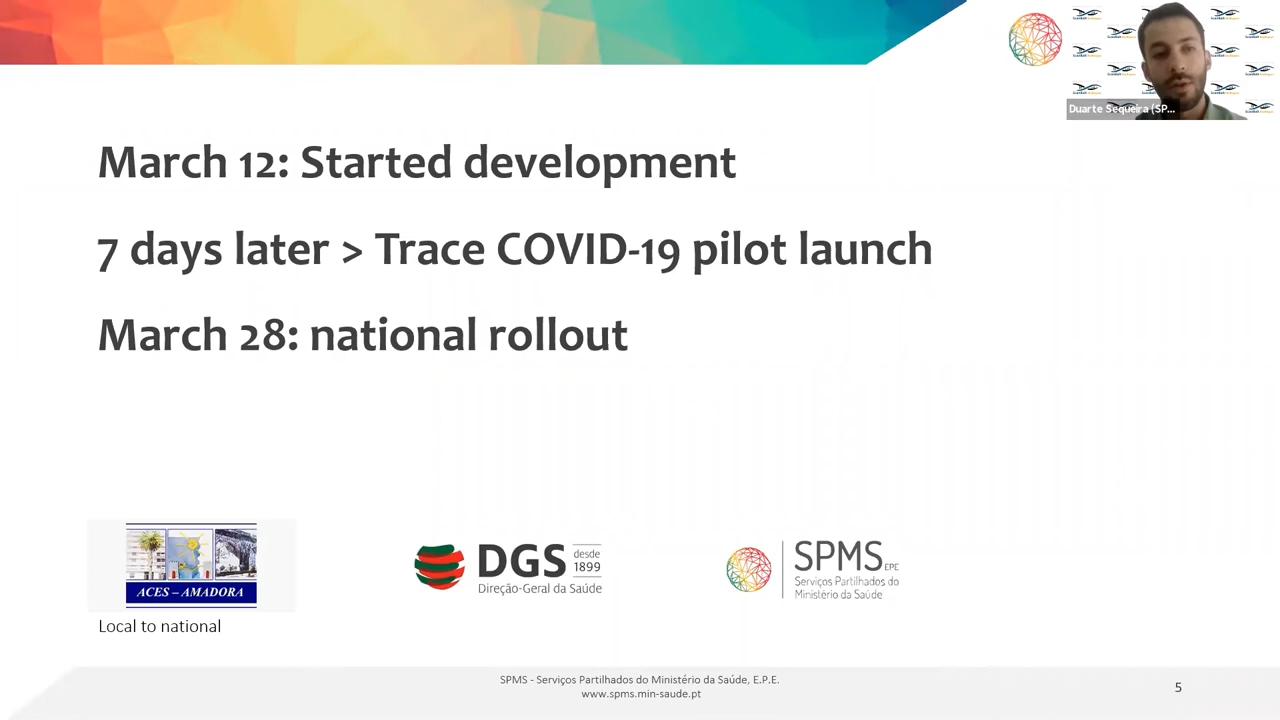 Duarte Sequeira (SP...
March 12: Started development
7 days later > Trace COVID-19 pilot launch
March 28: national rollout
ACES – AMADORA
Local to national
DGS desde 1899
Direção-Geral da Saúde
SPMS EPE
Serviços Partilhados do
Ministério da Saúde
SPMS - Serviços Partilhados do Ministério da Saúde, E.P.E.
www.spms.min-saude.pt
5